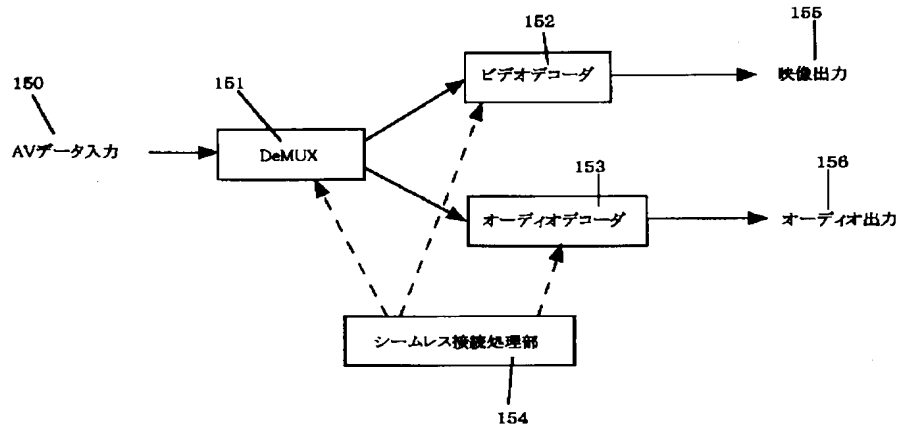 152
155
ビデオデコーダ
映像出力
150
151
AVデータ入力
DeMUX
153
156
オーディオデコーダ
オーディオ出力
シームレス接続処理部
154